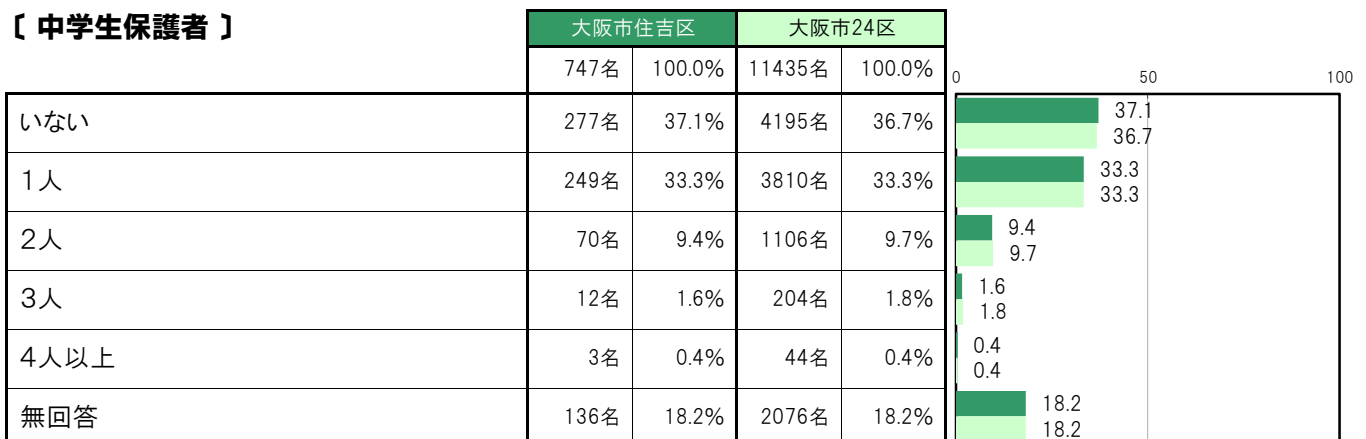 〔 中学生保護者 〕
大阪市住吉区 大阪市24区
747名 100.0% 11435名 100.0%
0 50 100
いない 277名 37.1% 4195名 36.7%
37.1
36.7
1人 249名 33.3% 3810名 33.3%
33.3
33.3
2人 70名 9.4% 1106名 9.7%
9.4
9.7
3人 12名 1.6% 204名 1.8%
1.6
1.8
4人以上 3名 0.4% 44名 0.4%
0.4
0.4
無回答 136名 18.2% 2076名 18.2%
18.2
18.2